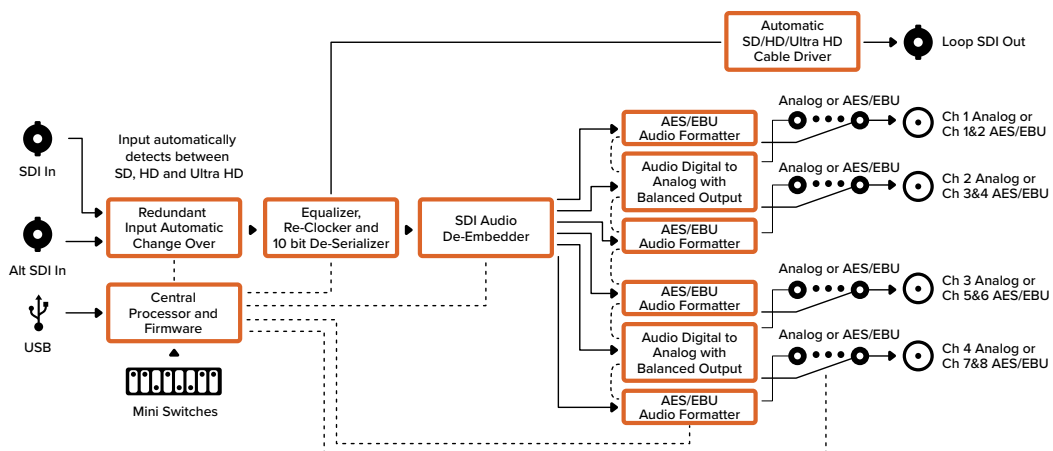 Automatic
SD/HD/Ultra HD
Cable Driver
Loop SDI Out
SDI In
Input automatically
detects between
SD, HD and Ultra HD
Alt SDI In
Redundant
Input Automatic
Change Over
Equalizer,
Re-Clocker and
10 bit De-Serializer
SDI Audio
De-Embedder
USB
Central
Processor and
Firmware
Mini Switches
AES/EBU
Audio Formatter
Audio Digital to
Analog with
Balanced Output
AES/EBU
Audio Formatter
AES/EBU
Audio Formatter
Audio Digital to
Analog with
Balanced Output
AES/EBU
Audio Formatter
Analog or AES/EBU
Ch 1 Analog or
Ch 1&2 AES/EBU
Analog or AES/EBU
Ch 2 Analog or
Ch 3&4 AES/EBU
Analog or AES/EBU
Ch 3 Analog or
Ch 5&6 AES/EBU
Analog or AES/EBU
Ch 4 Analog or
Ch 7&8 AES/EBU